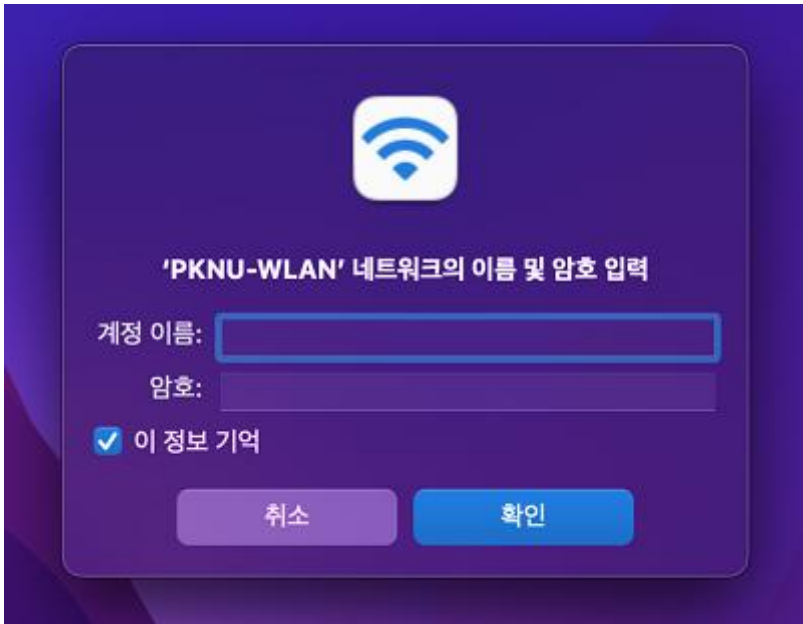 ‘PKNU-WLAN’ 네트워크의 이름 및 암호 입력
계정 이름:
암호:
이 정보 기억
취소 확인